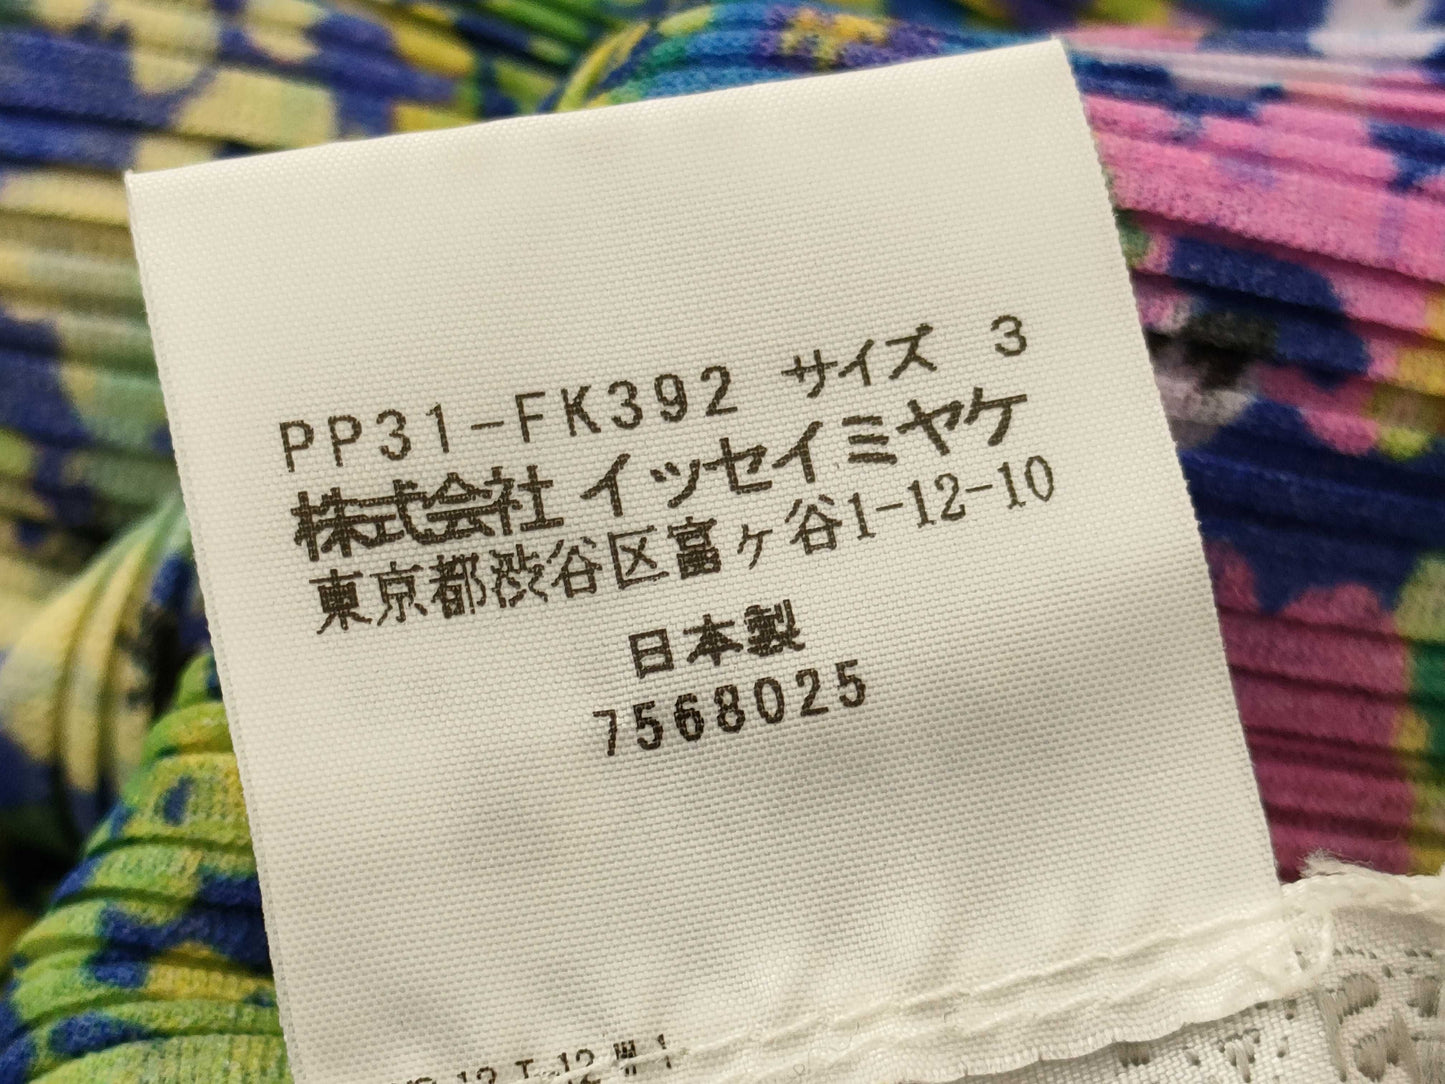 PP31-FK392 サイズ 3
株式会社 イッセイミヤケ
東京都渋谷区富ヶ谷1-12-10
日本製
7568025